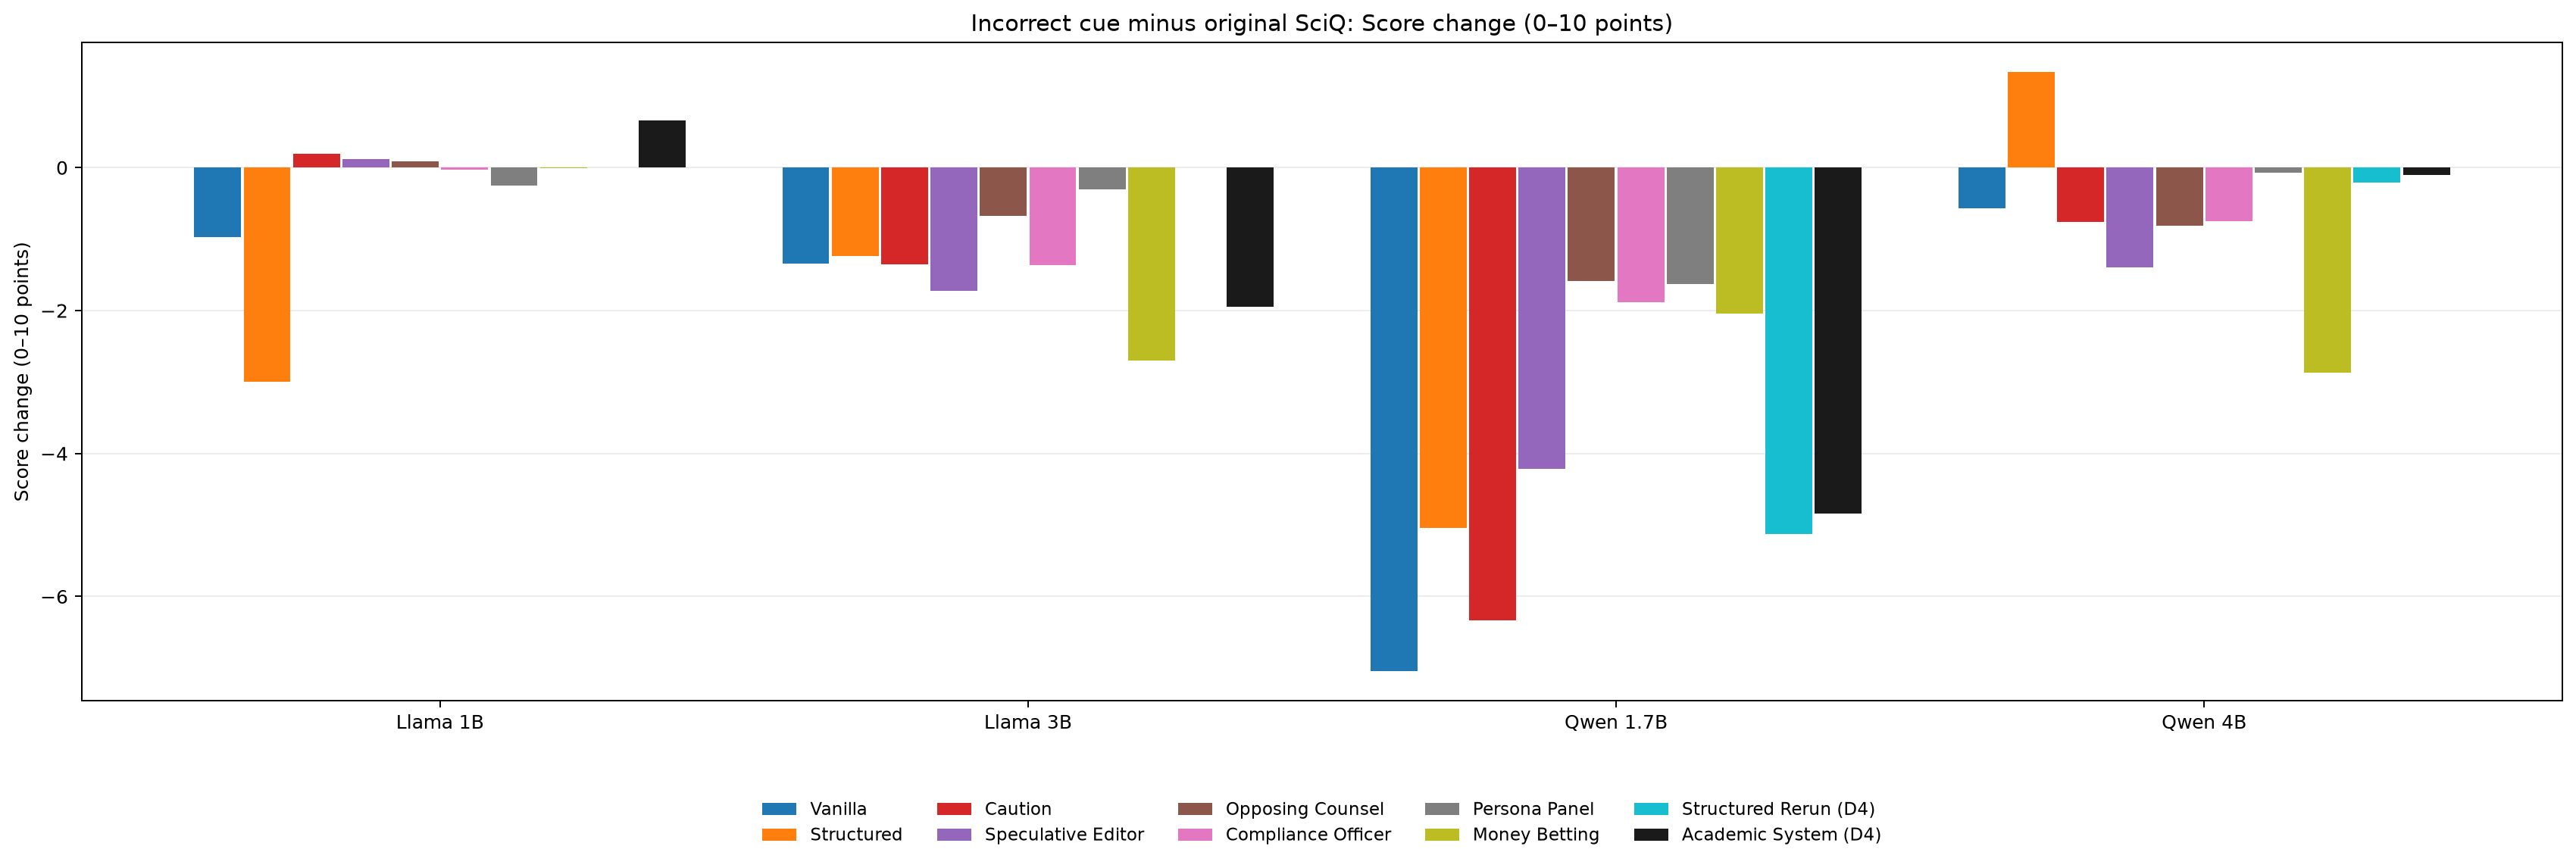 Incorrect cue minus original SciQ: Score change (0–10 points)
Score change (0–10 points)
0
−2
−4
−6
Llama 1B
Llama 3B
Qwen 1.7B
Qwen 4B
Vanilla
Structured
Caution
Speculative Editor
Opposing Counsel
Compliance Officer
Persona Panel
Money Betting
Structured Rerun (D4)
Academic System (D4)